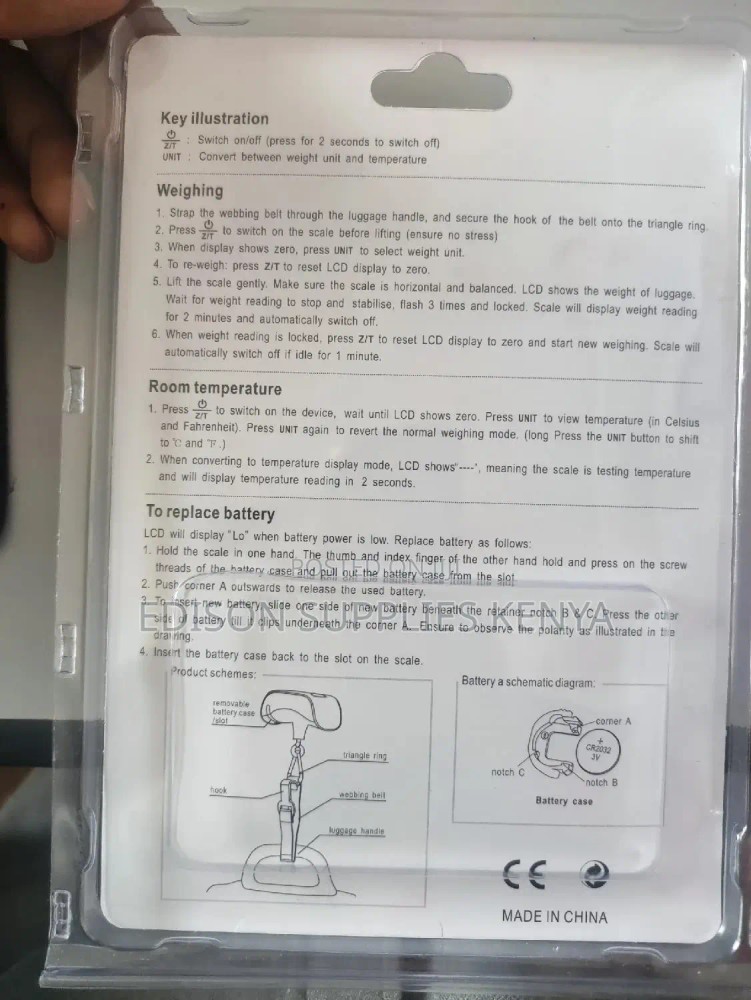 Key illustration
⏻
Z/T : Switch on/off (press for 2 seconds to switch off)
UNIT : Convert between weight unit and temperature
Weighing
1. Strap the webbing belt through the luggage handle, and secure the hook of the belt onto the triangle ring.
2. Press ⏻ Z/T to switch on the scale before lifting (ensure no stress)
3. When display shows zero, press UNIT to select weight unit.
4. To re-weigh: press Z/T to reset LCD display to zero.
5. Lift the scale gently. Make sure the scale is horizontal and balanced. LCD shows the weight of luggage.
Wait for weight reading to stop and stabilise, flash 3 times and locked. Scale will display weight reading
for 2 minutes and automatically switch off.
6. When weight reading is locked, press Z/T to reset LCD display to zero and start new weighing. Scale will
automatically switch off if idle for 1 minute.
Room temperature
1. Press ⏻ Z/T to switch on the device, wait until LCD shows zero. Press UNIT to view temperature (in Celsius
and Fahrenheit). Press UNIT again to revert the normal weighing mode. (long Press the UNIT button to shift
to ℃ and ℉.)
2. When converting to temperature display mode, LCD shows"----", meaning the scale is testing temperature
and will display temperature reading in 2 seconds.
To replace battery
LCD will display "Lo" when battery power is low. Replace battery as follows:
1. Hold the scale in one hand. The thumb and index finger of the other hand hold and press on the screw
threads of the battery case and pull out the battery case from the slot.
POSTED ON JIJI
2. Push corner A outswards to release the used battery.
3. To insert new battery, slide one side of new battery beneath the retainer notch B & C. Press the other
EDISON SUPPLIES KENYA
side of battery till it clips underneath the corner A. Ensure to observe the polarity as illustrated in the
drawing.
4. Insert the battery case back to the slot on the scale.
Product schemes:
removable
battery case
/slot
triangle ring
hook
webbing belt
luggage handle
Battery a schematic diagram:
corner A
+
CR2032
3V
notch C
notch B
Battery case
CE
MADE IN CHINA